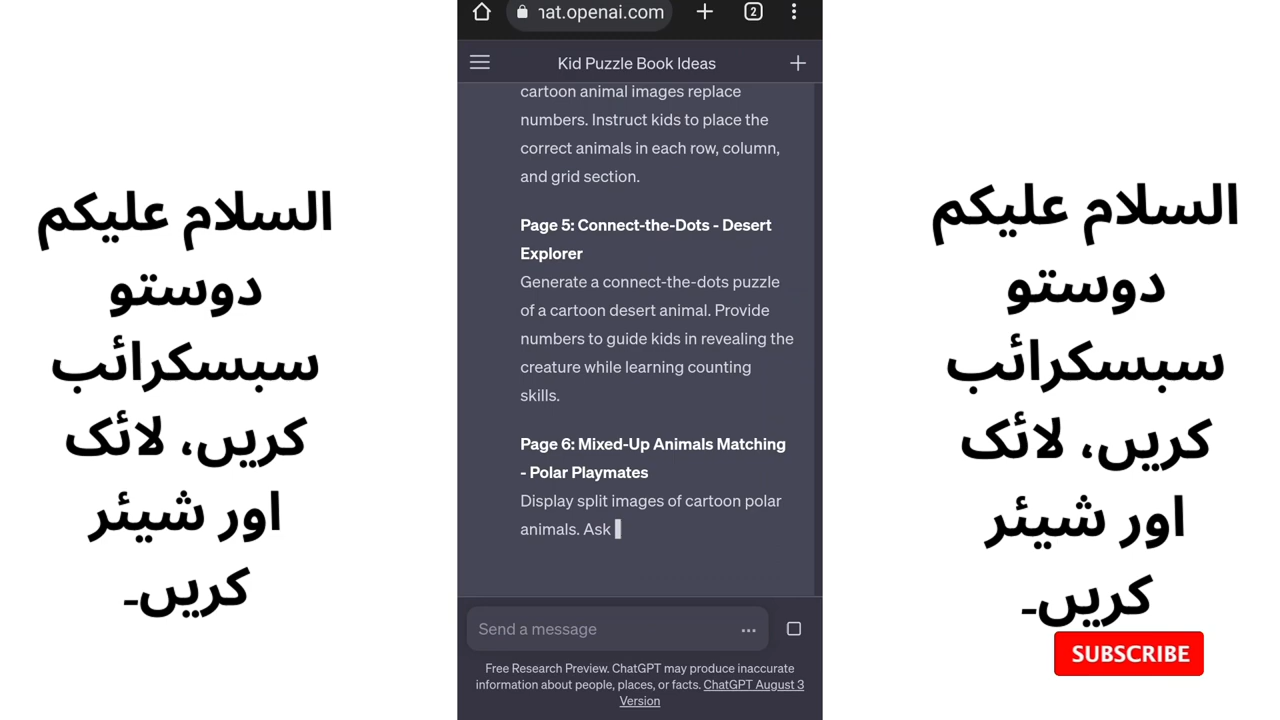 السلام علیکم
دوستو
سبسکرائب
کریں، لائک
اور شیئر
کریں۔
hat.openai.com
2
Kid Puzzle Book Ideas
cartoon animal images replace
numbers. Instruct kids to place the
correct animals in each row, column,
and grid section.
Page 5: Connect-the-Dots - Desert
Explorer
Generate a connect-the-dots puzzle
of a cartoon desert animal. Provide
numbers to guide kids in revealing the
creature while learning counting
skills.
Page 6: Mixed-Up Animals Matching
- Polar Playmates
Display split images of cartoon polar
animals. Ask
Send a message
Free Research Preview. ChatGPT may produce inaccurate
information about people, places, or facts. ChatGPT August 3
Version
السلام علیکم
دوستو
سبسکرائب
کریں، لائک
اور شیئر
کریں۔
SUBSCRIBE